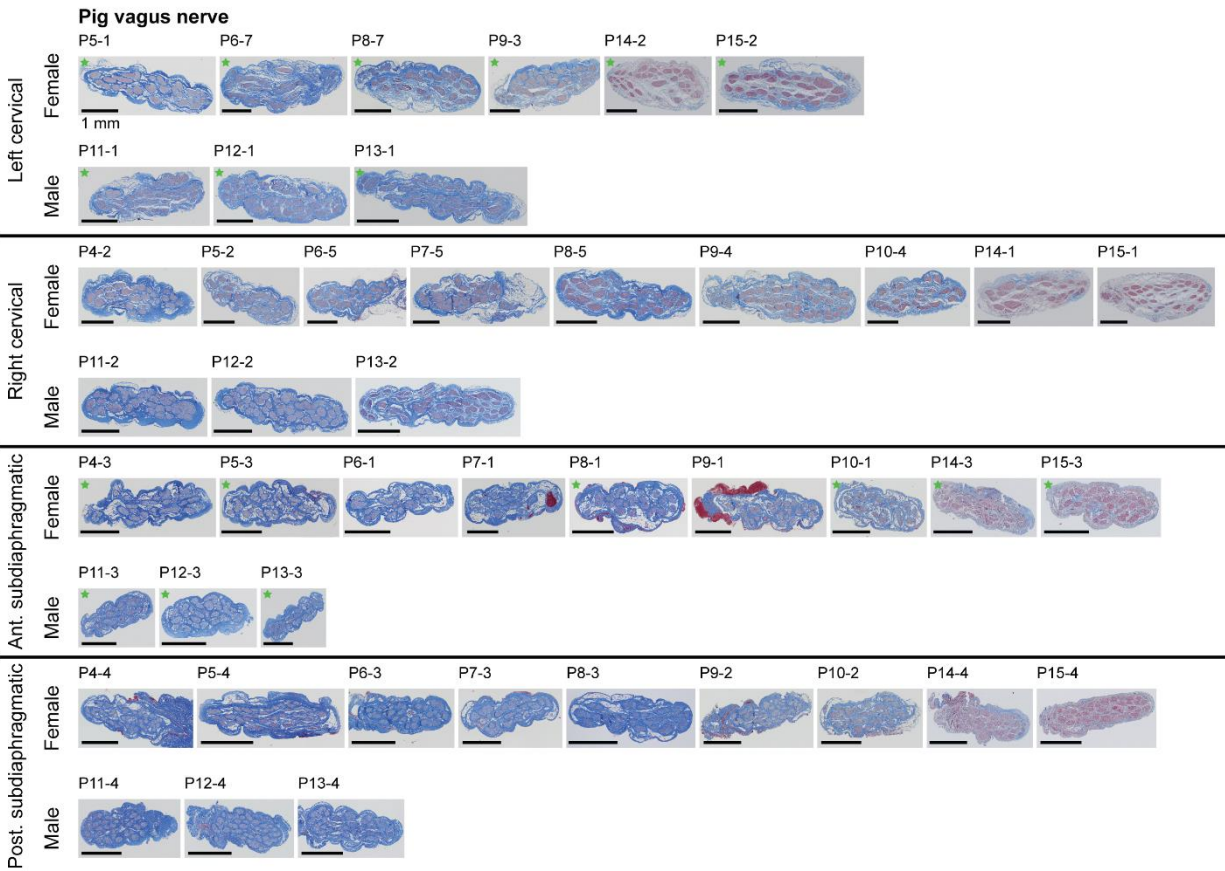 Pig vagus nerve
Left cervical
Female
P5-1 P6-7 P8-7 P9-3 P14-2 P15-2
1 mm
Male
P11-1 P12-1 P13-1
Right cervical
Female
P4-2 P5-2 P6-5 P7-5 P8-5 P9-4 P10-4 P14-1 P15-1
Male
P11-2 P12-2 P13-2
Ant. subdiaphragmatic
Female
P4-3 P5-3 P6-1 P7-1 P8-1 P9-1 P10-1 P14-3 P15-3
Male
P11-3 P12-3 P13-3
Post. subdiaphragmatic
Female
P4-4 P5-4 P6-3 P7-3 P8-3 P9-2 P10-2 P14-4 P15-4
Male
P11-4 P12-4 P13-4